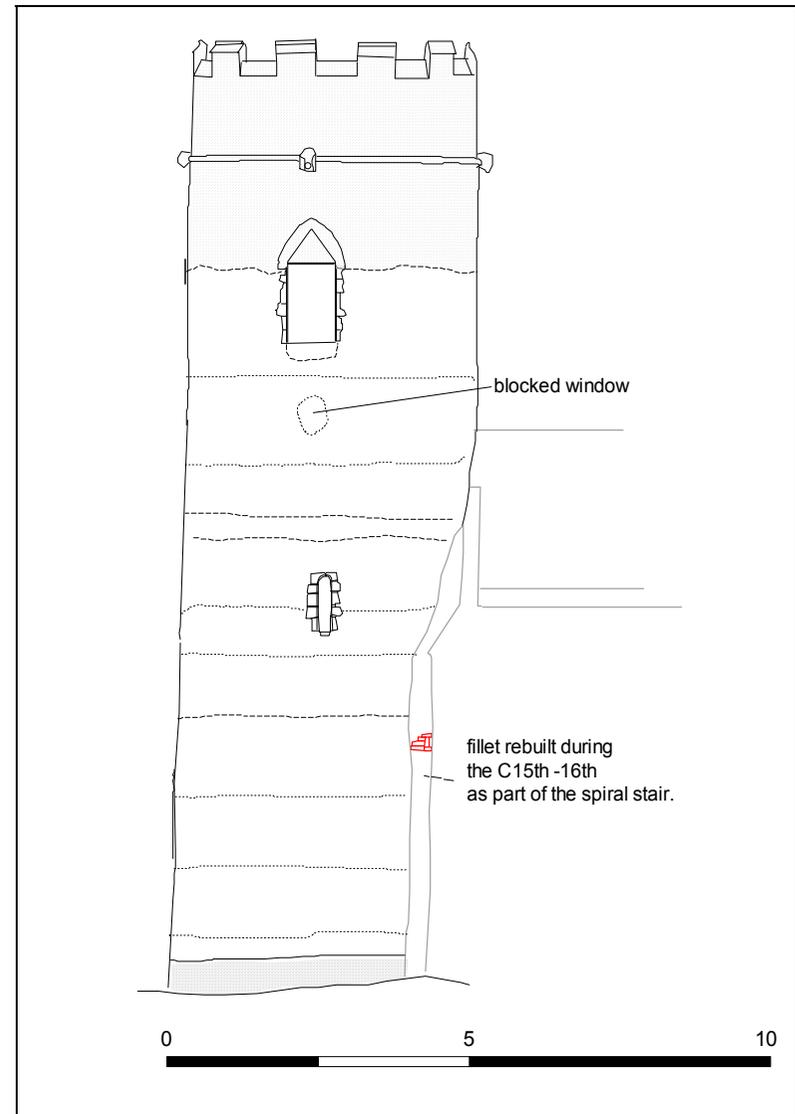 blocked window
fillet rebuilt during
the C15th -16th
as part of the spiral stair.
0 5 10